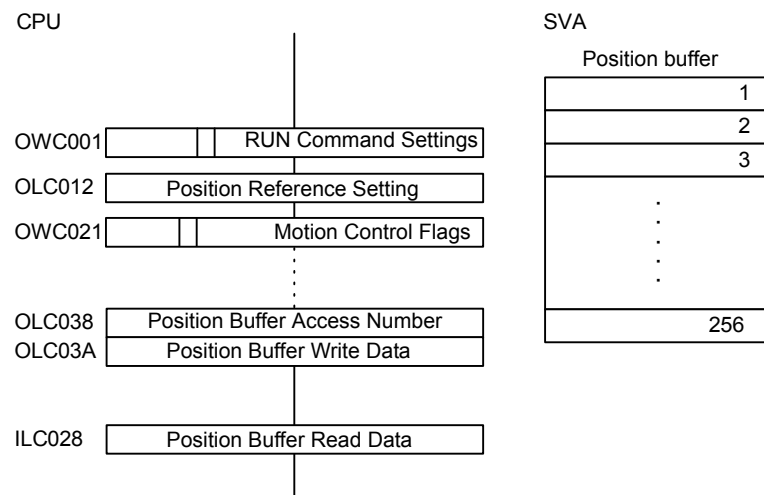 CPU
SVA
Position buffer
1
2
3
256
OWC001 RUN Command Settings
OLC012 Position Reference Setting
OWC021 Motion Control Flags
OLC038 Position Buffer Access Number
OLC03A Position Buffer Write Data
ILC028 Position Buffer Read Data